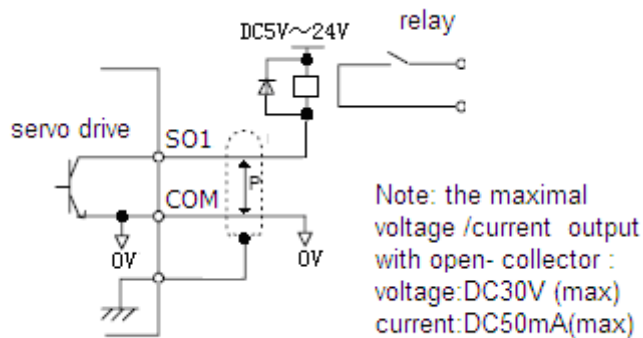 DC5V～24V
relay
servo drive
SO1
P
COM
0V
0V
Note: the maximal
voltage /current output
with open- collector :
voltage:DC30V (max)
current:DC50mA(max)